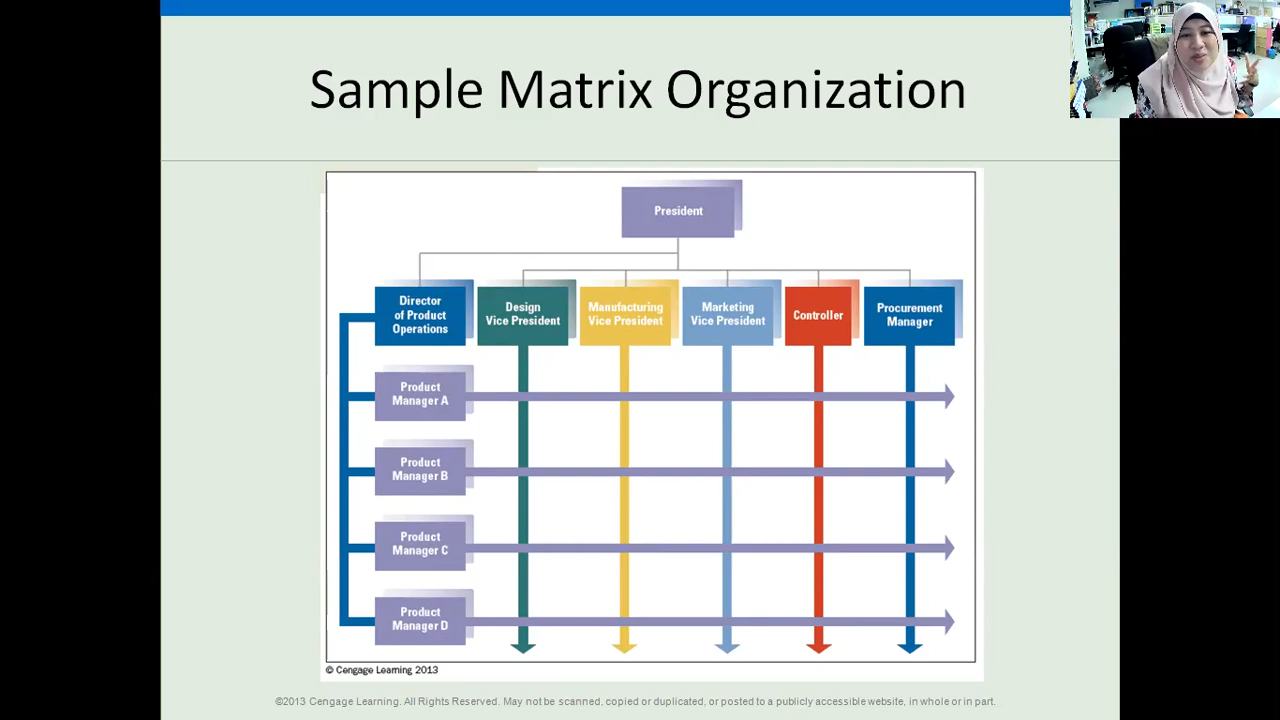 Sample Matrix Organization
President
Director
of Product
Operations
Design
Vice President
Manufacturing
Vice President
Marketing
Vice President
Controller
Procurement
Manager
Product
Manager A
Product
Manager B
Product
Manager C
Product
Manager D
© Cengage Learning 2013
©2013 Cengage Learning. All Rights Reserved. May not be scanned, copied or duplicated, or posted to a publicly accessible website, in whole or in part.